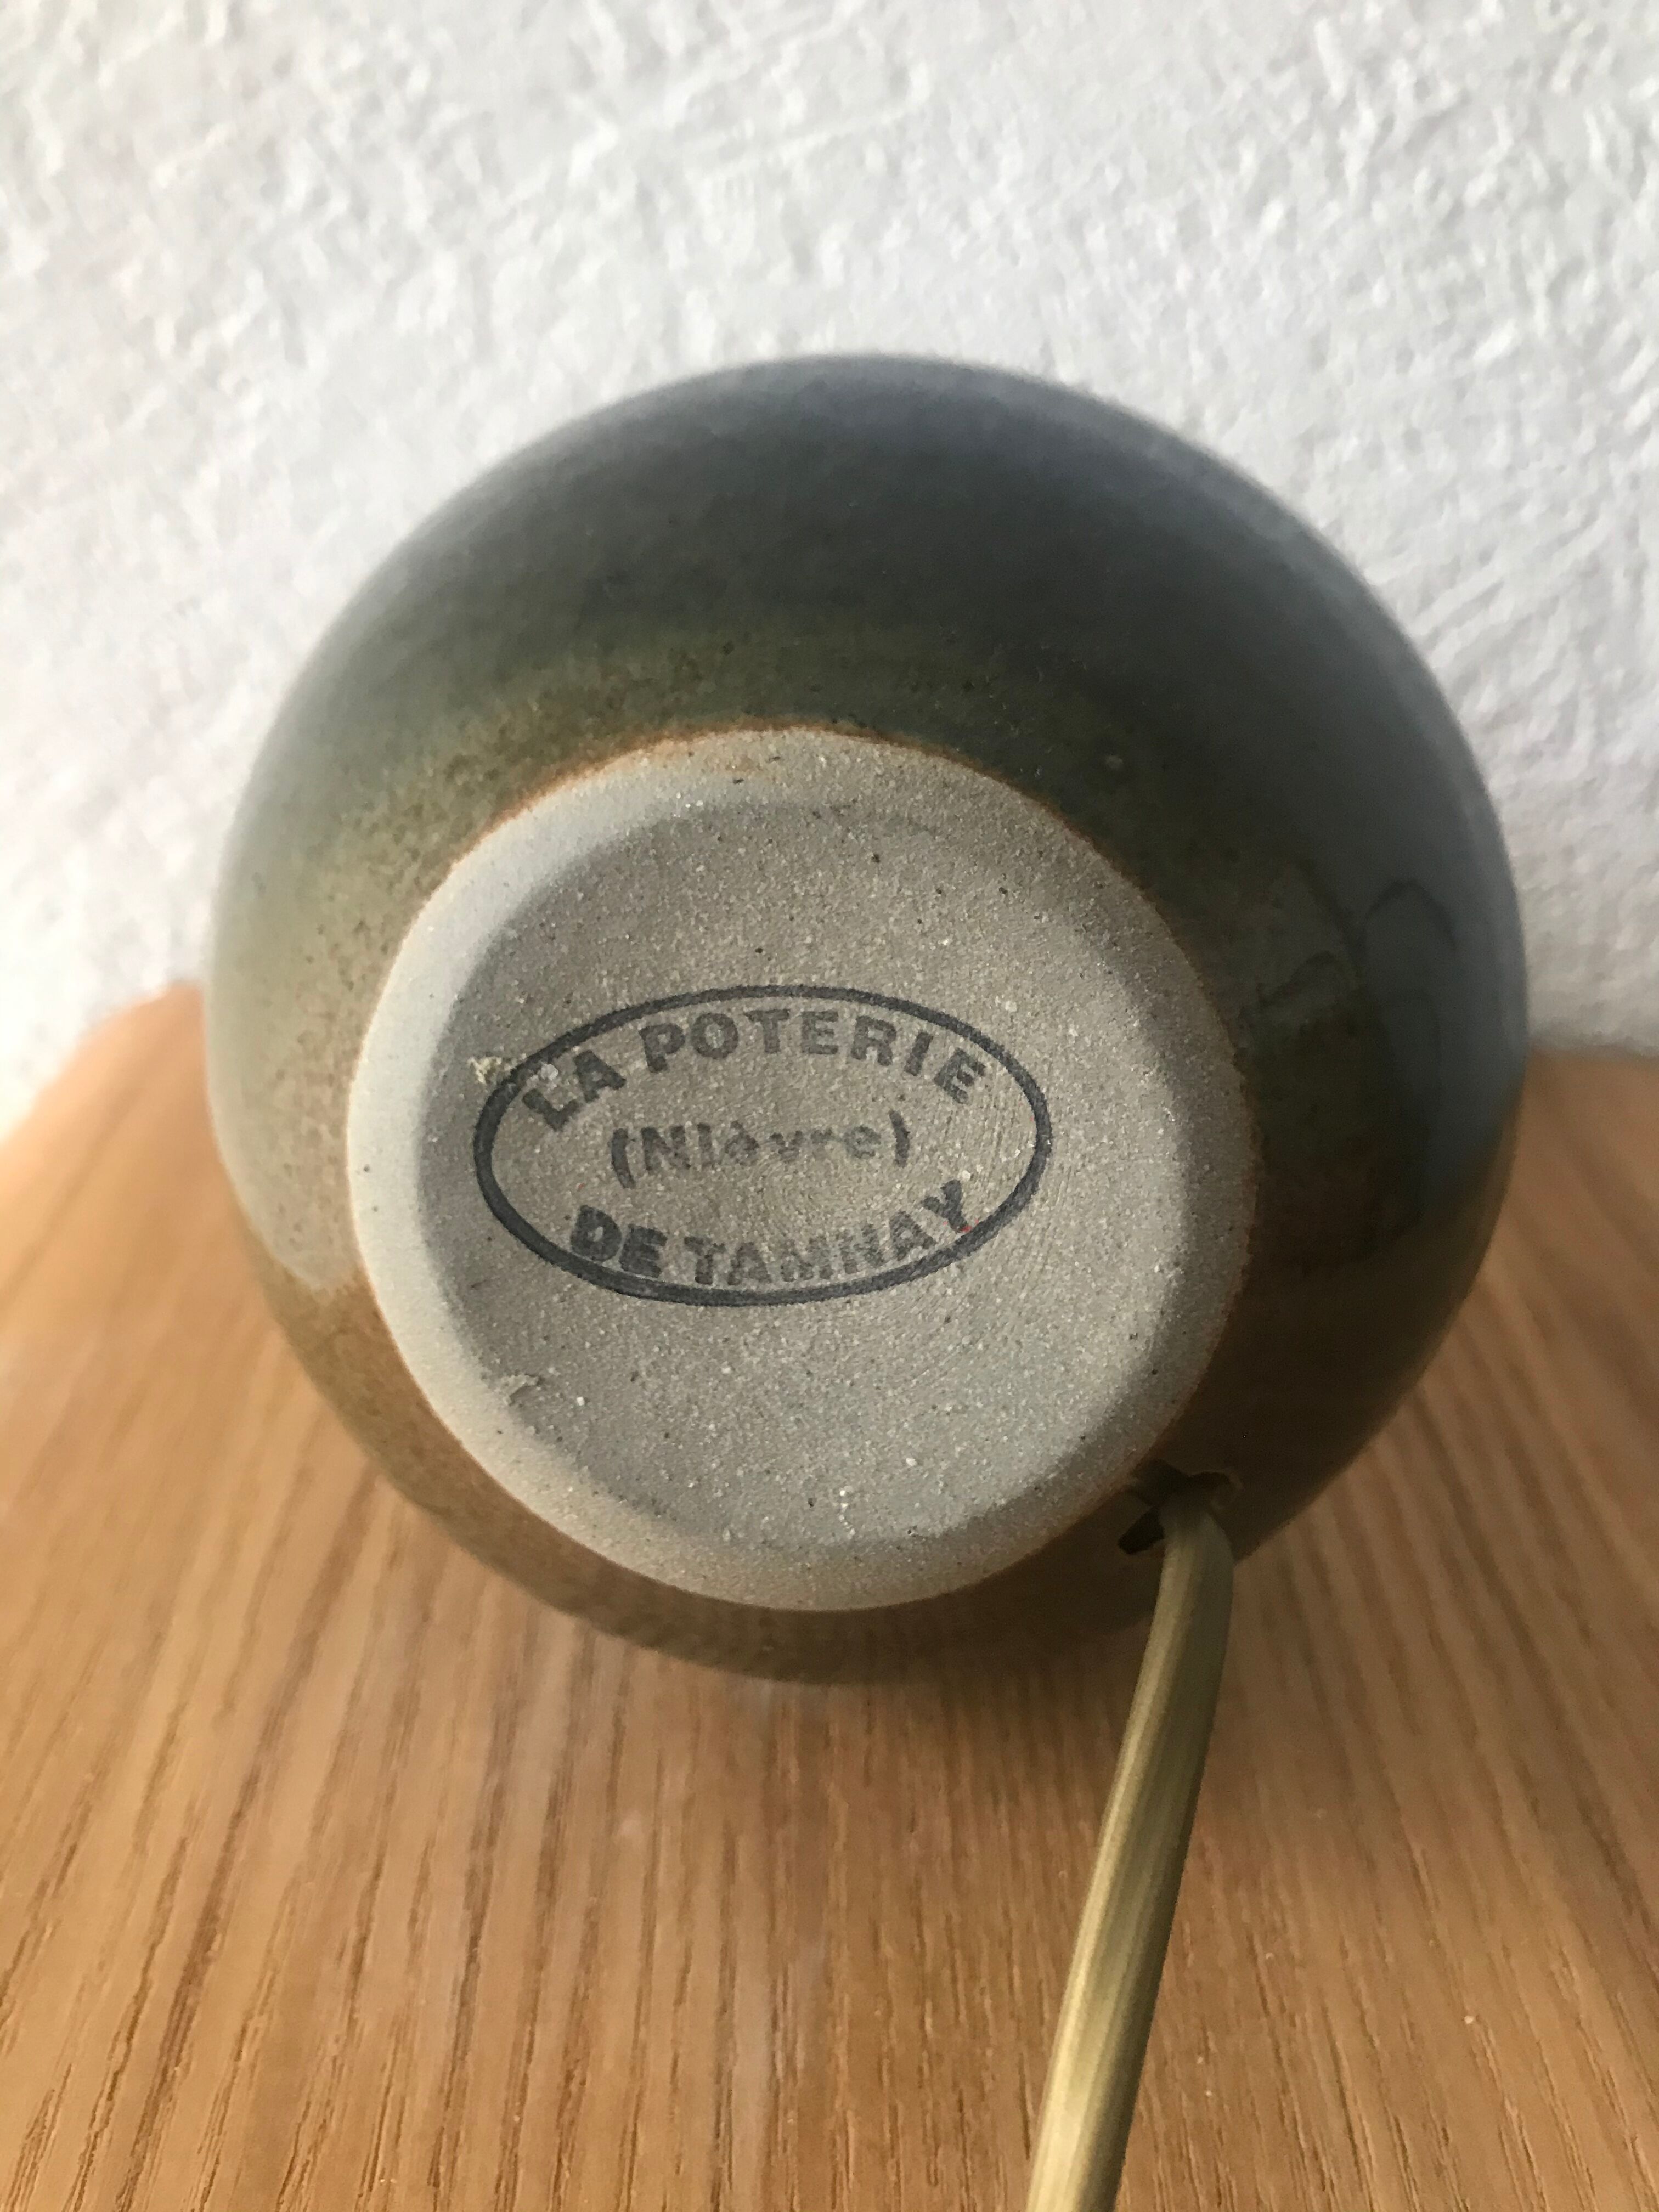 LA POTERIE
(Nièvre)
DE TAMNAY